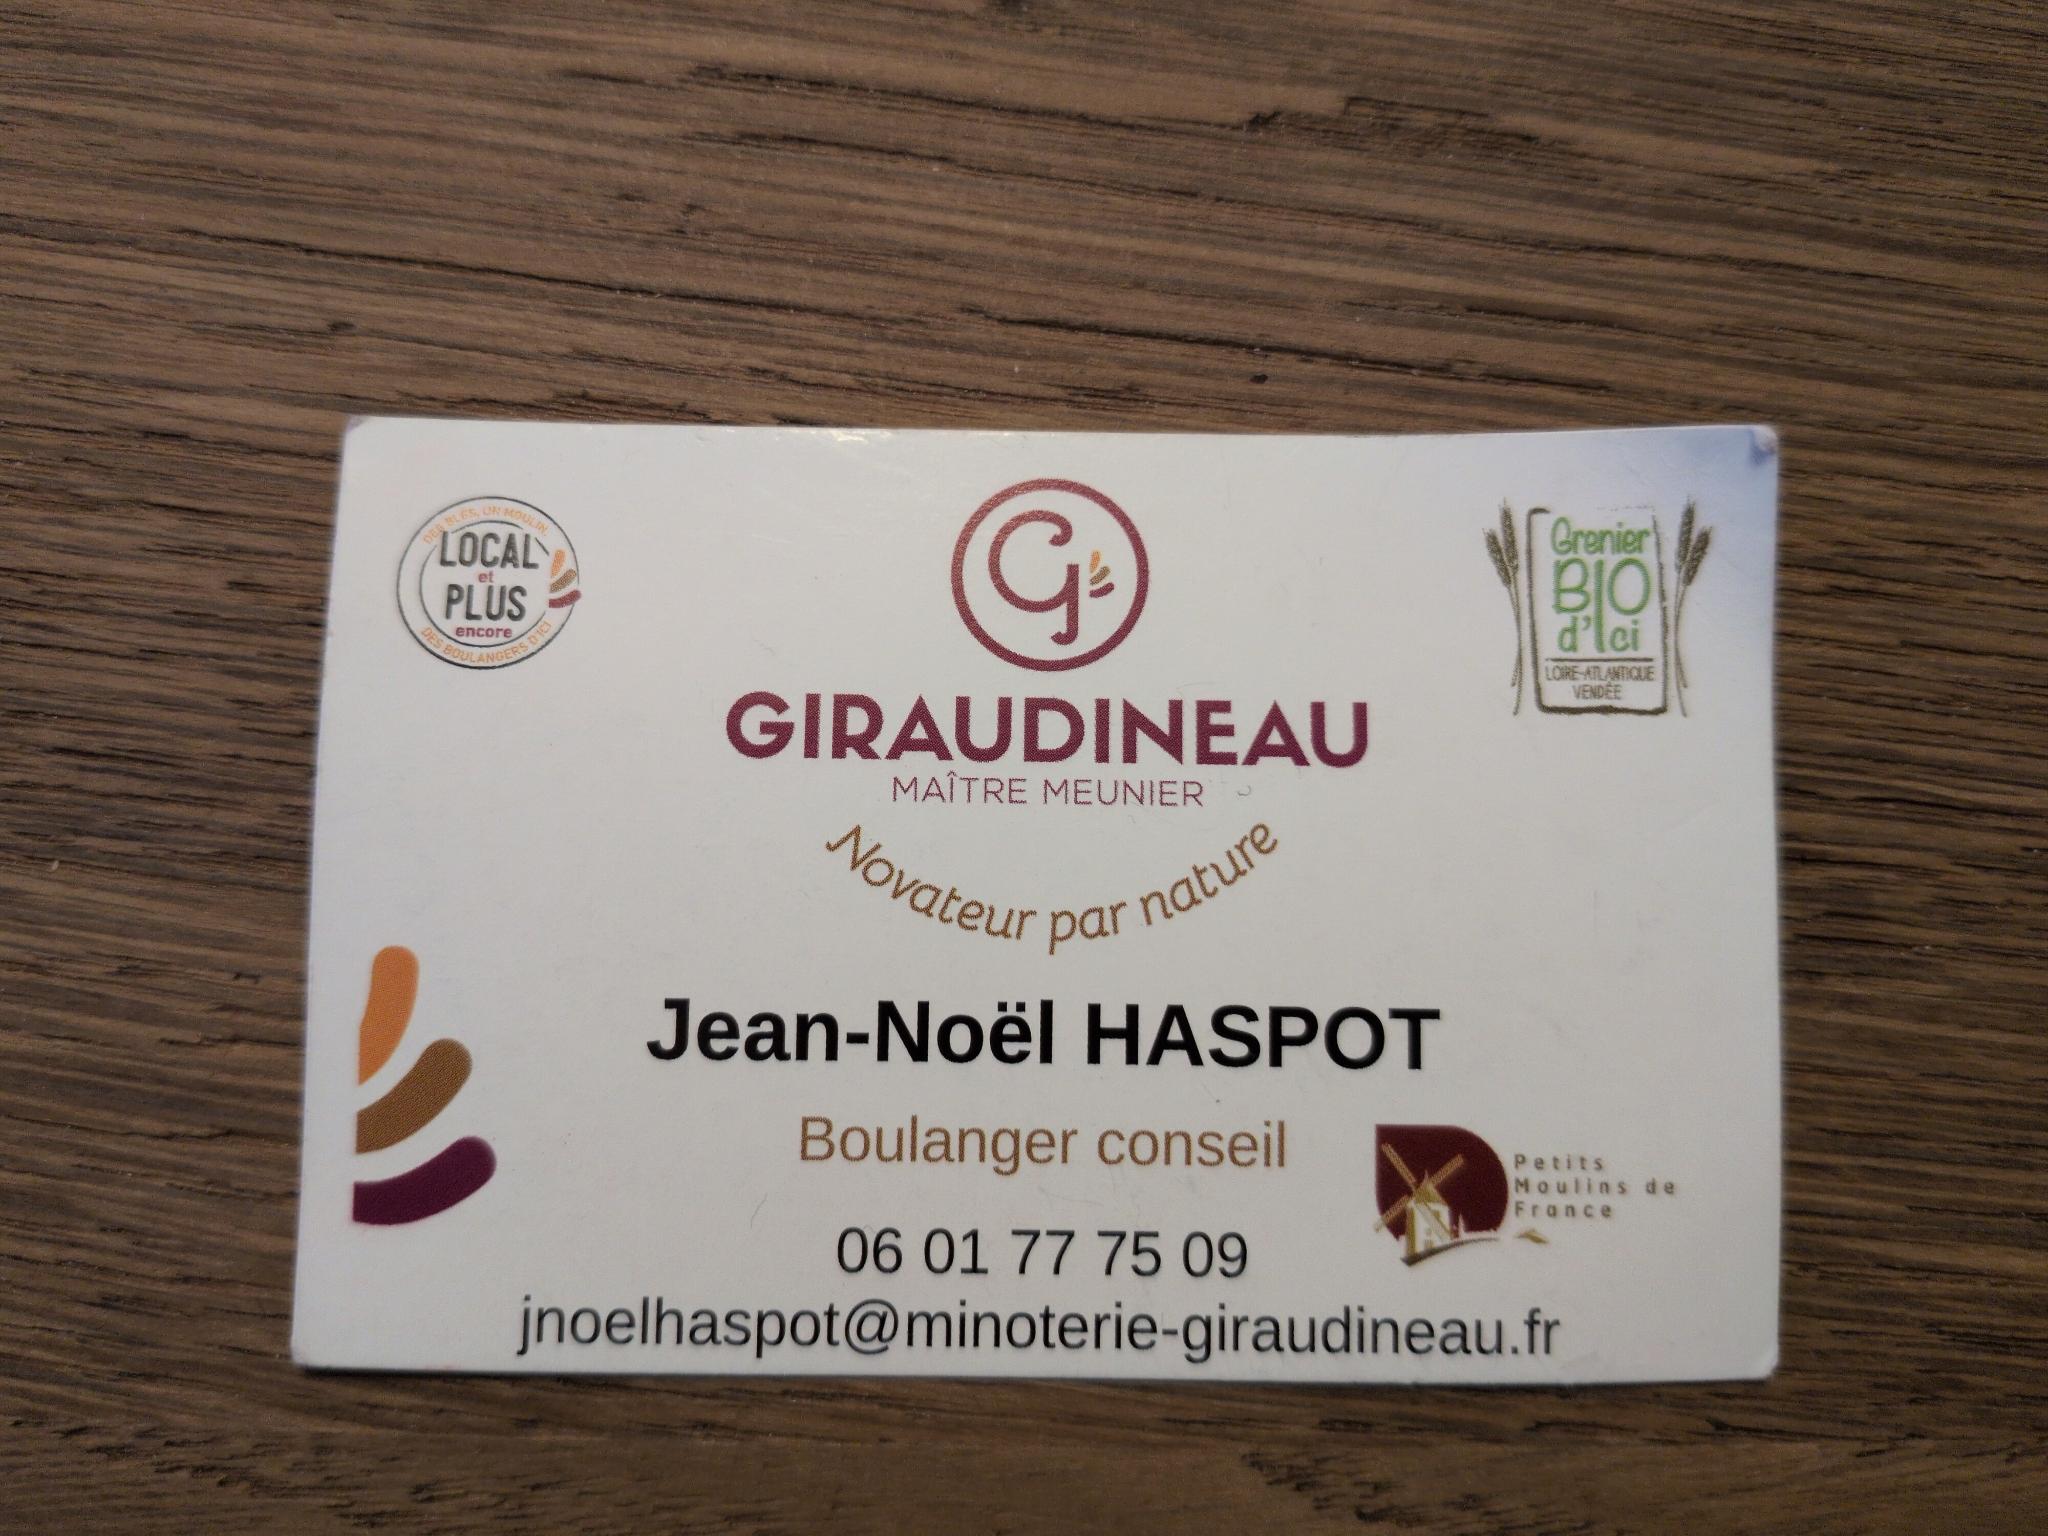 DES BLÉS, UN MOULIN,
LOCAL
et
PLUS
encore
DES BOULANGERS D'ICI
G
GIRAUDINEAU
MAÎTRE MEUNIER
Novateur par nature
Grenier
BIO
d'Ici
LOIRE-ATLANTIQUE
VENDÉE
Jean-Noël HASPOT
Boulanger conseil
Petits
Moulins de
France
06 01 77 75 09
jnoelhaspot@minoterie-giraudineau.fr